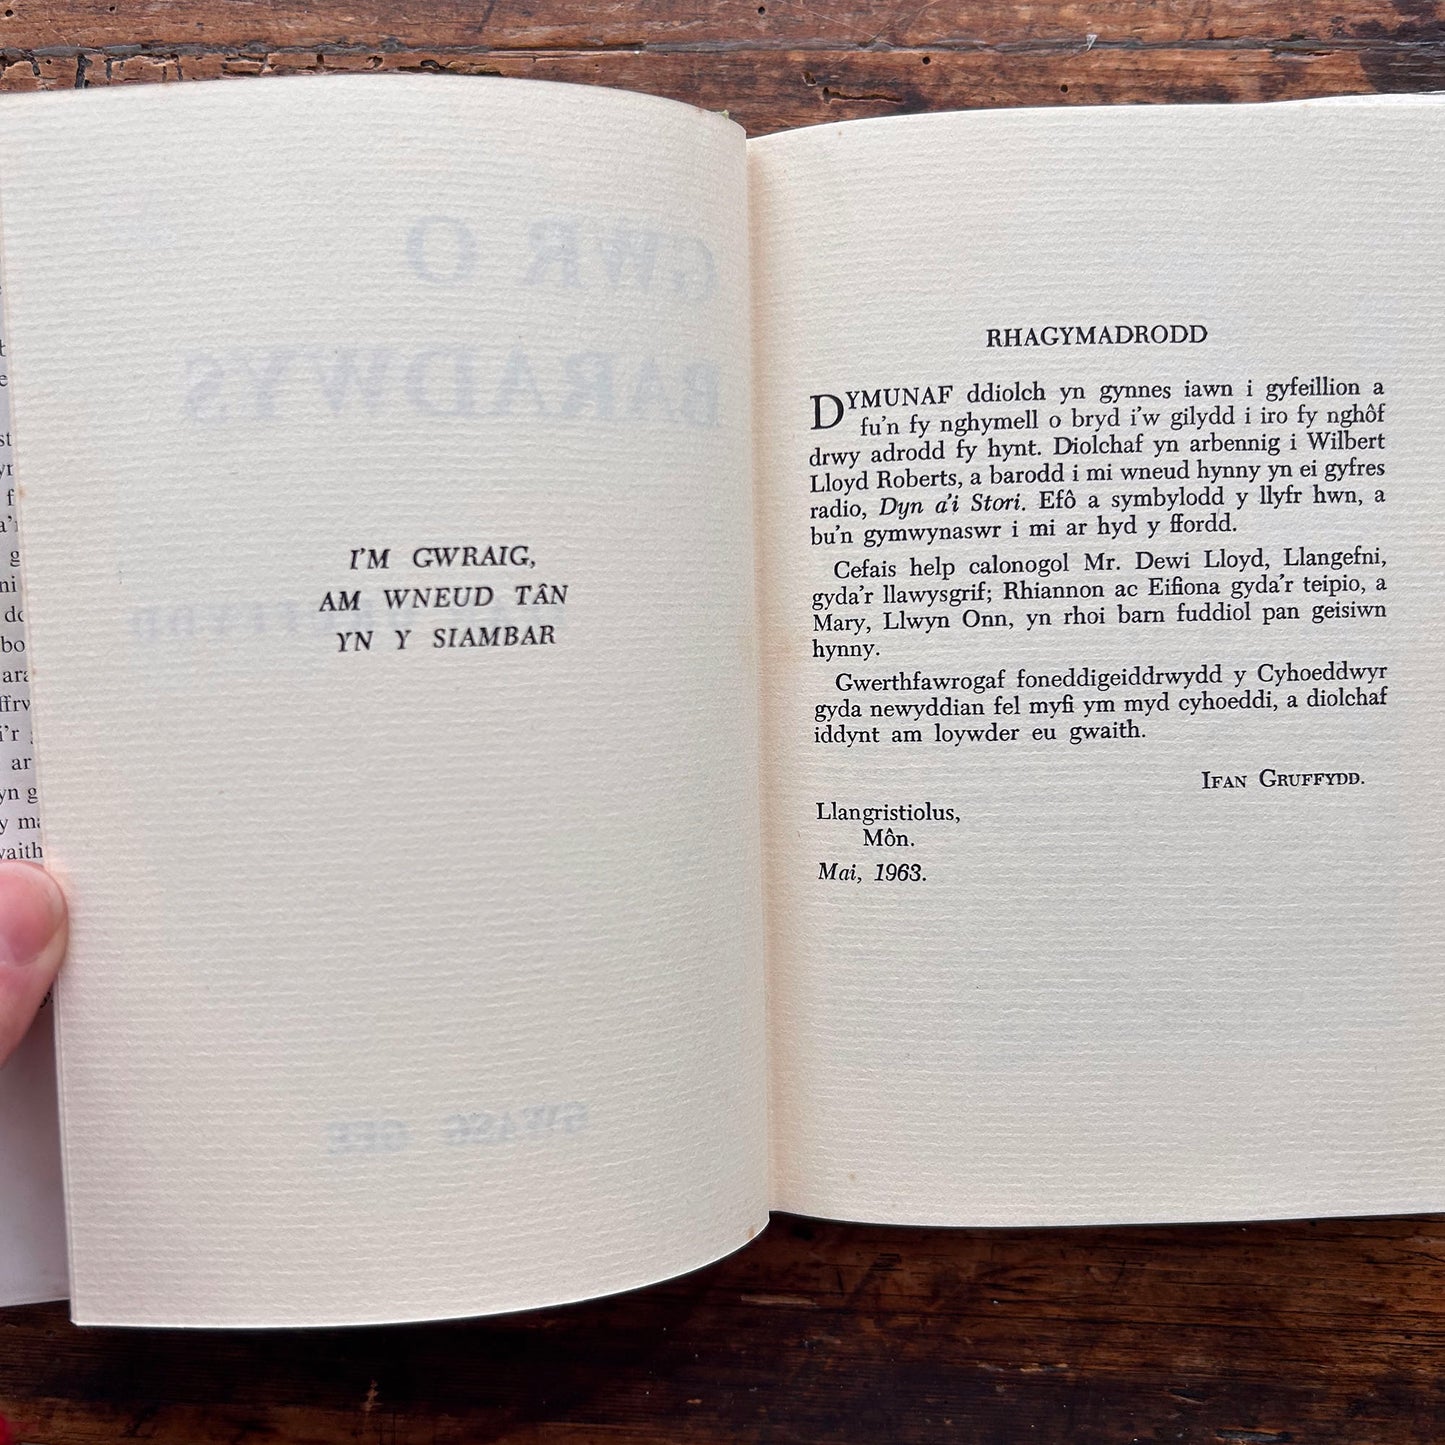 I'M GWRAIG,
AM WNEUD TÂN
YN Y SIAMBAR
RHAGYMADRODD
DYMUNAF ddiolch yn gynnes iawn i gyfeillion a
fu'n fy nghymell o bryd i'w gilydd i iro fy nghôf
drwy adrodd fy hynt. Diolchaf yn arbennig i Wilbert
Lloyd Roberts, a barodd i mi wneud hynny yn ei gyfres
radio, Dyn a'i Stori. Efô a symbylodd y llyfr hwn, a
bu'n gymwynaswr i mi ar hyd y ffordd.
Cefais help calonogol Mr. Dewi Lloyd, Llangefni,
gyda'r llawysgrif; Rhiannon ac Eifiona gyda'r teipio, a
Mary, Llwyn Onn, yn rhoi barn fuddiol pan geisiwn
hynny.
Gwerthfawrogaf foneddigeiddrwydd y Cyhoeddwyr
gyda newyddian fel myfi ym myd cyhoeddi, a diolchaf
iddynt am loywder eu gwaith.
IFAN GRUFFYDD.
Llangristiolus,
Môn.
Mai, 1963.
GWR O
BARADWYS
GWASG GEE